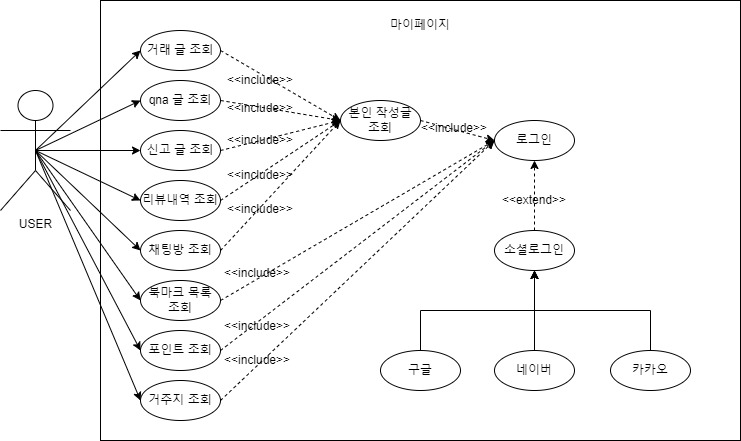 마이페이지
거래 글 조회
<<include>>
qna 글 조회
<<include>>
본인 작성글
조회
<<include>>
로그인
신고 글 조회
<<include>>
리뷰내역 조회
<<include>>
<<extend>>
USER
채팅방 조회
<<include>>
소셜로그인
북마크 목록
조회
<<include>>
포인트 조회
<<include>>
구글
네이버
카카오
거주지 조회
<<include>>